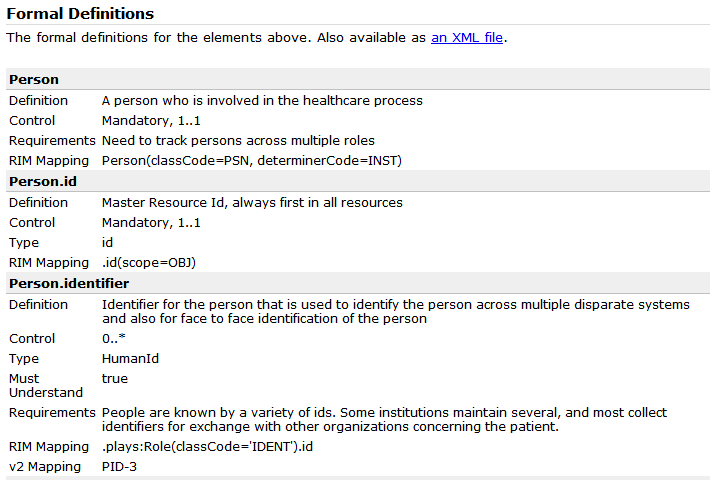 Formal Definitions
The formal definitions for the elements above. Also available as an XML file.
Person
Definition A person who is involved in the healthcare process
Control Mandatory, 1..1
Requirements Need to track persons across multiple roles
RIM Mapping Person(classCode=PSN, determinerCode=INST)
Person.id
Definition Master Resource Id, always first in all resources
Control Mandatory, 1..1
Type id
RIM Mapping .id(scope=OBJ)
Person.identifier
Definition Identifier for the person that is used to identify the person across multiple disparate systems
and also for face to face identification of the person
Control 0..*
Type HumanId
Must true
Understand
Requirements People are known by a variety of ids. Some institutions maintain several, and most collect
identifiers for exchange with other organizations concerning the patient.
RIM Mapping .plays:Role(classCode='IDENT').id
v2 Mapping PID-3